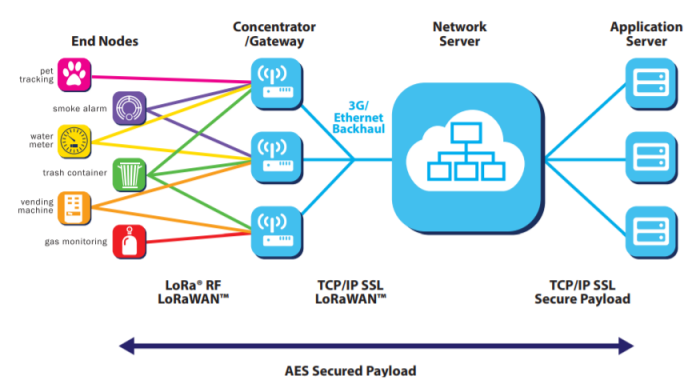 End Nodes
Concentrator
/Gateway
Network
Server
Application
Server
pet
tracking
smoke alarm
water
meter
trash container
vending
machine
gas monitoring
3G/
Ethernet
Backhaul
LoRa® RF
LoRaWAN™
TCP/IP SSL
LoRaWAN™
TCP/IP SSL
Secure Payload
AES Secured Payload